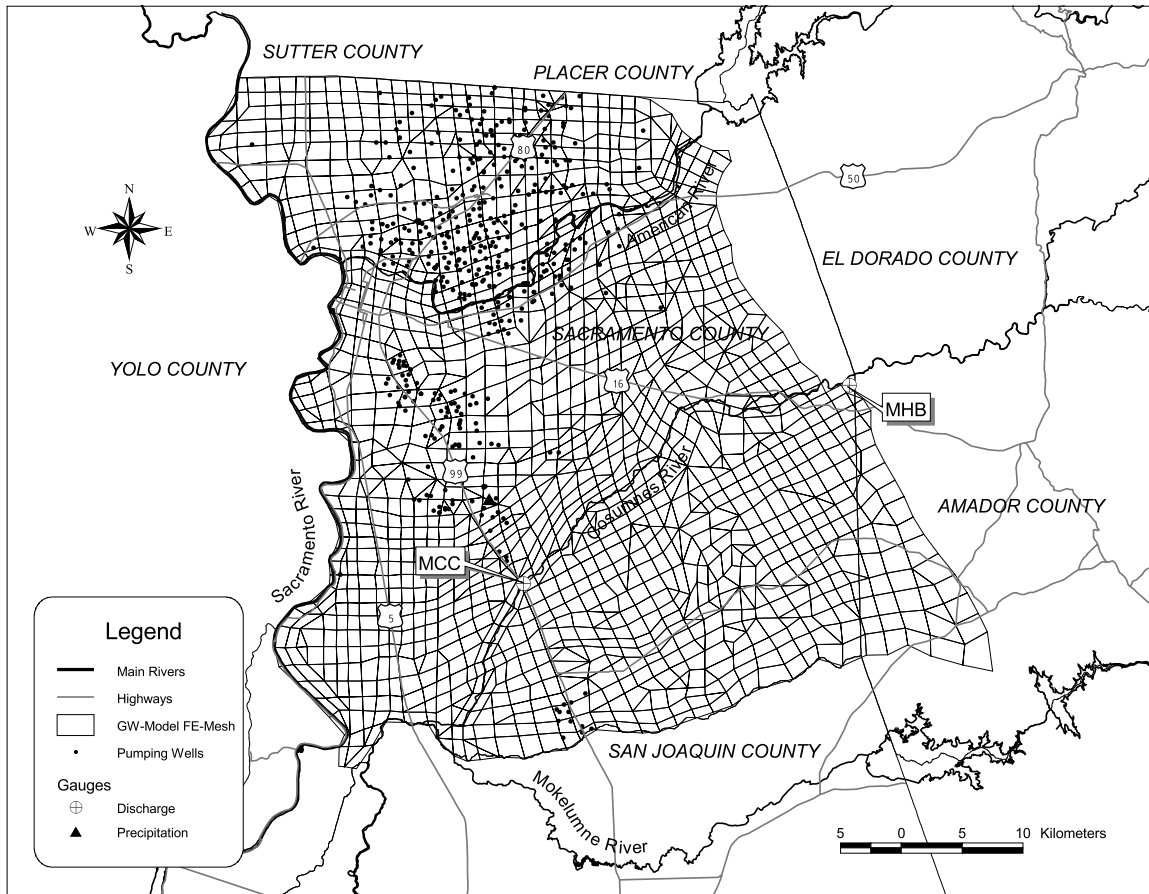 SUTTER COUNTY
PLACER COUNTY
80
50
American River
N
W E
S
EL DORADO COUNTY
SACRAMENTO COUNTY
YOLO COUNTY
16
MHB
99
Cosumnes River
Sacramento River
AMADOR COUNTY
MCC
5
SAN JOAQUIN COUNTY
Mokelumne River
Legend
Main Rivers
Highways
GW-Model FE-Mesh
Pumping Wells
Gauges
Discharge
Precipitation
5 0 5 10 Kilometers